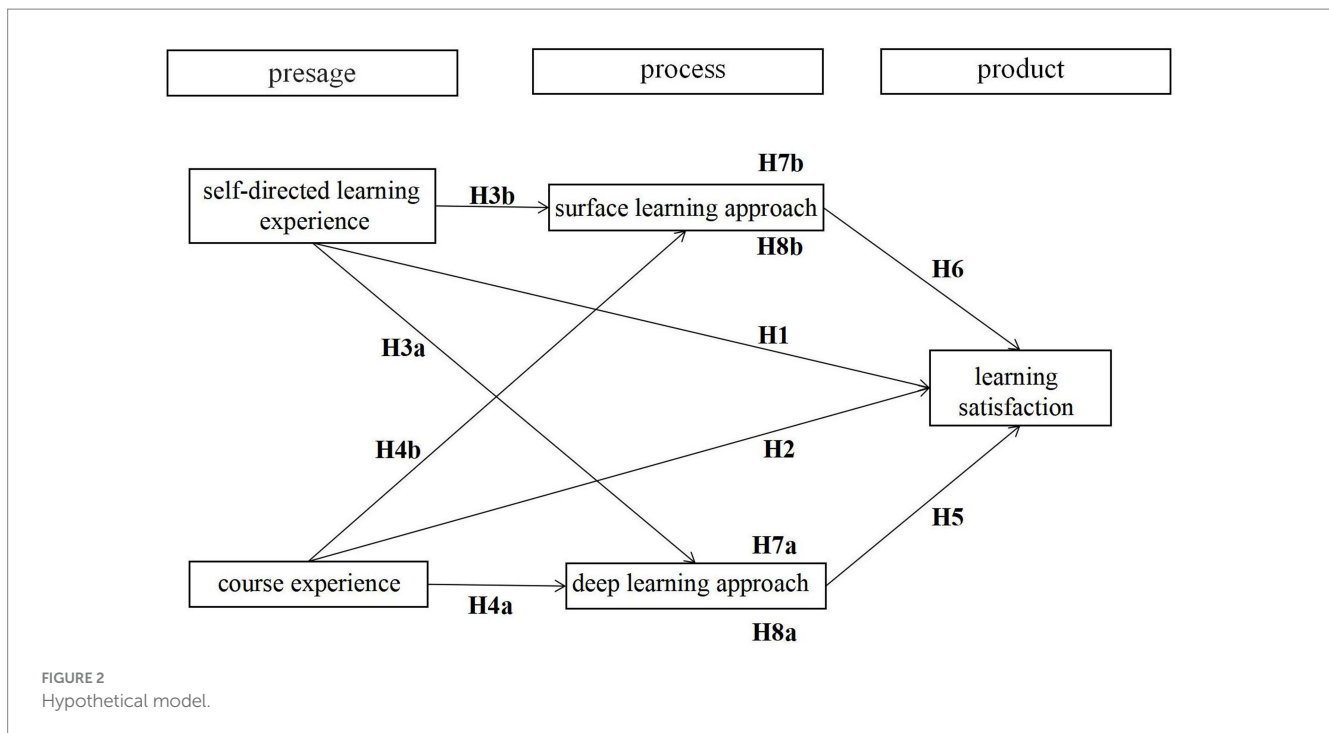 presage
process
product
self-directed learning
experience
H3b
H7b
surface learning approach
H8b
H6
H1
H3a
learning
satisfaction
H4b
H2
H5
course experience
H4a
H7a
deep learning approach
H8a
FIGURE 2
Hypothetical model.